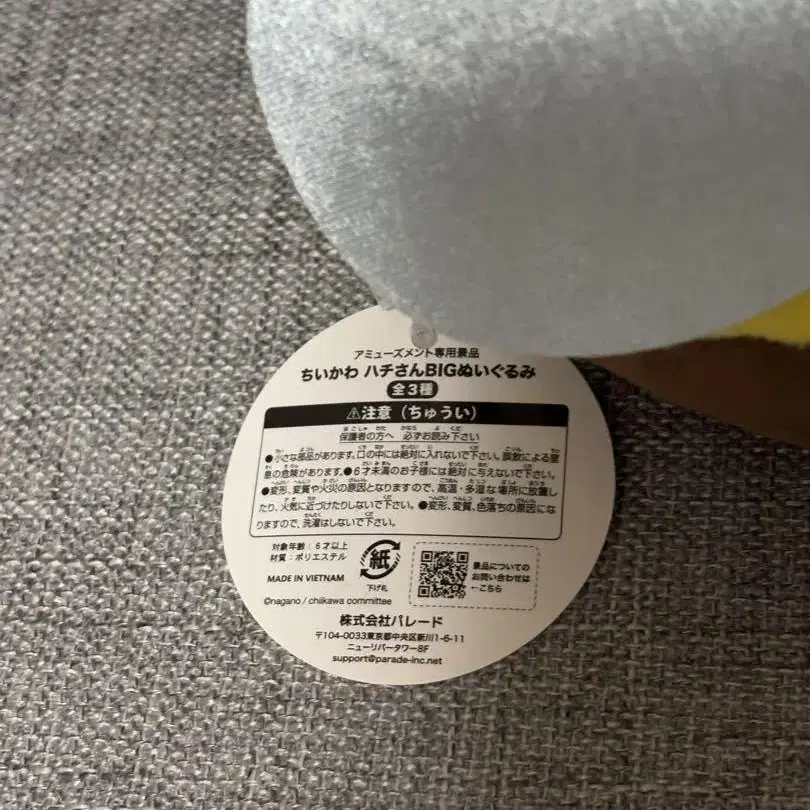 アミューズメント専用景品
ちいかわ ハチさんBIGぬいぐるみ
全3種
⚠注意（ちゅうい）
保護者の方へ 必ずお読み下さい
●小さな部品があります。口の中には絶対に入れないで下さい。誤飲による窒
息の危険があります。●6才未満のお子様には絶対に与えないで下さい。
●変形、変質や火災の原因となりますので、高温・多湿な場所に放置し
たり、火気に近づけたりしないで下さい。●変形、変質、色落ちの原因にな
りますので、洗濯はしないで下さい。
対象年齢：6才以上
材質：ポリエステル
MADE IN VIETNAM
紙
下げ札
景品についての
お問い合わせは
←こちら
©nagano / chiikawa committee
株式会社パレード
〒104-0033東京都中央区新川1-6-11
ニューリバータワー8F
support@parade-inc.net